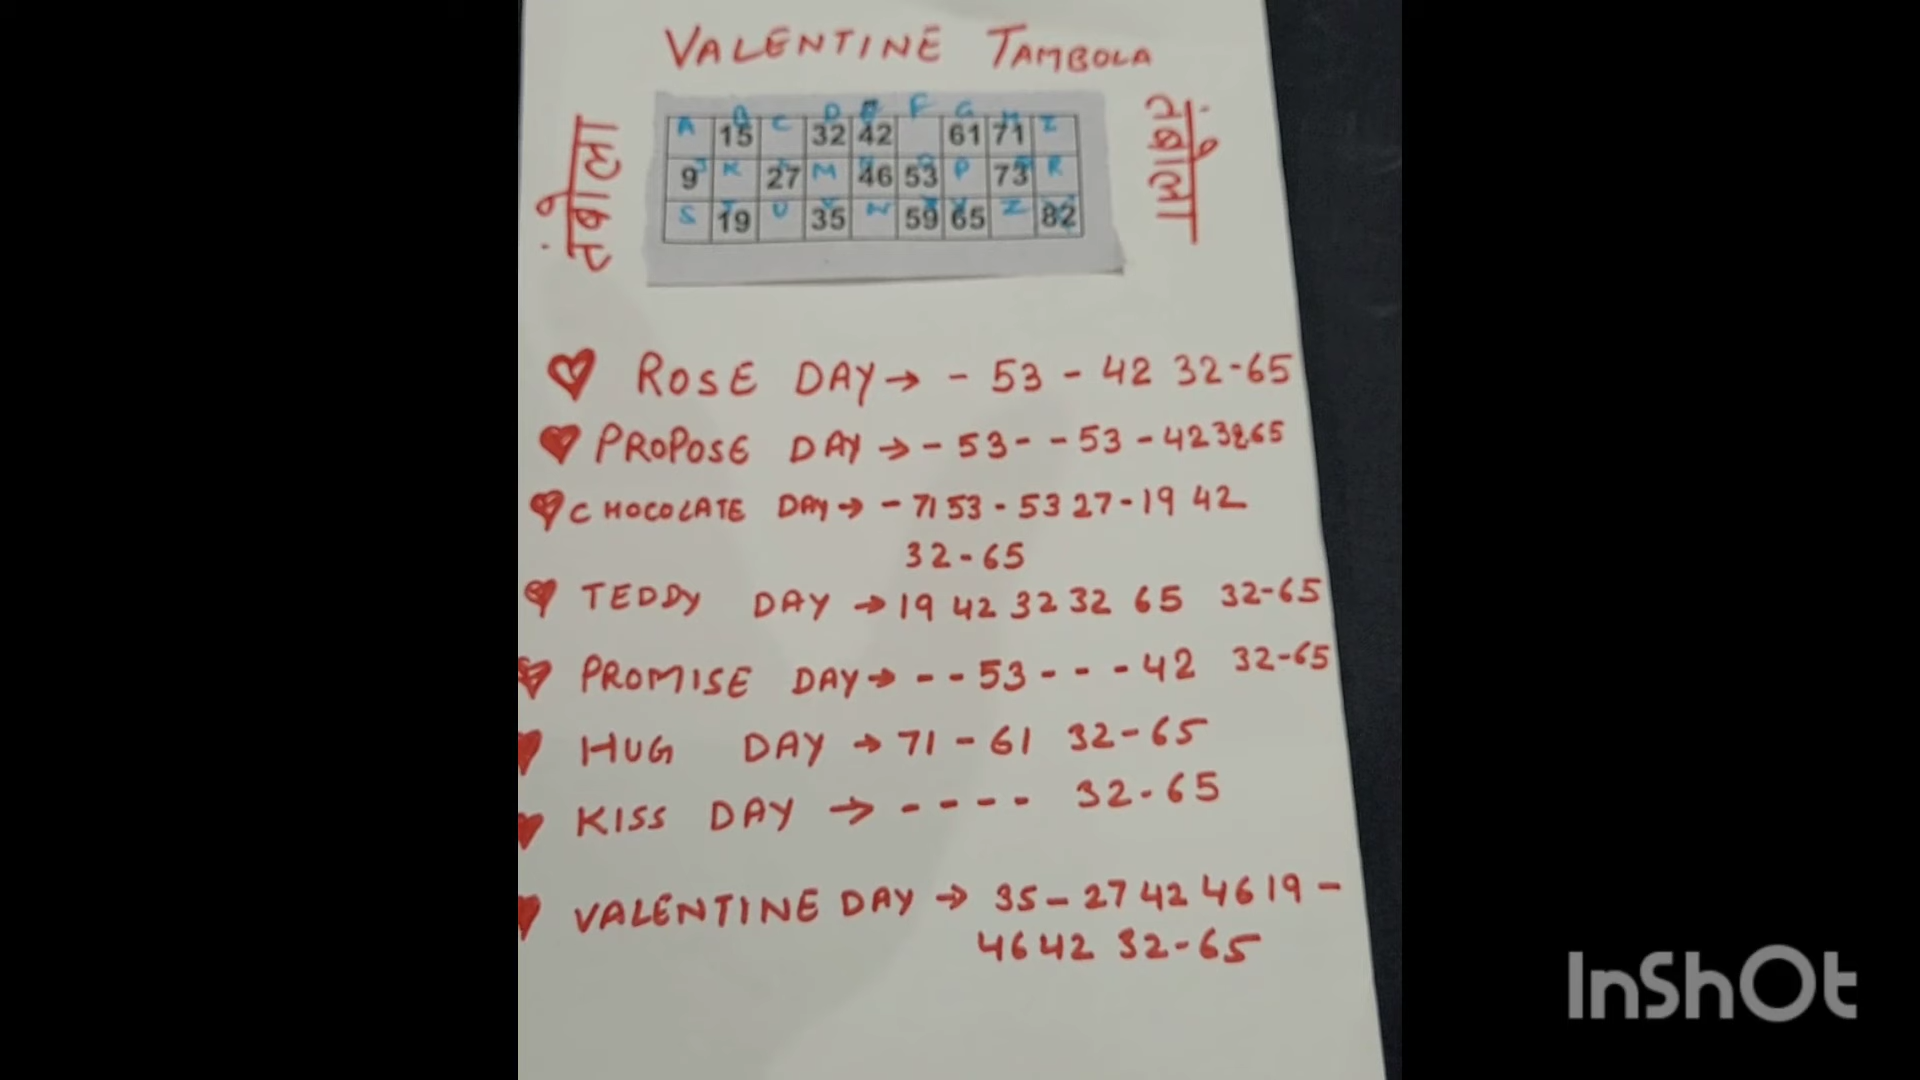 VALENTINE TAMBOLA
तंबोला
तंबोला
A B 15 C D 32 42 F G 61 H 71 I
9 J K 27 M 46 53 P 73 R
S 19 U 35 W 59 65 Z 82
ROSE DAY → - 53 - 42 32-65
PROPOSE DAY → - 53 - - 53 - 42 32 65
CHOCOLATE DAY → - 71 53 - 53 27 - 19 42
32-65
TEDDY DAY → 19 42 32 32 65 32-65
PROMISE DAY → - - 53 - - - 42 32-65
HUG DAY → 71 - 61 32-65
KISS DAY → - - - - 32-65
VALENTINE DAY → 35 - 27 42 46 19 -
46 42 32-65
InShOt